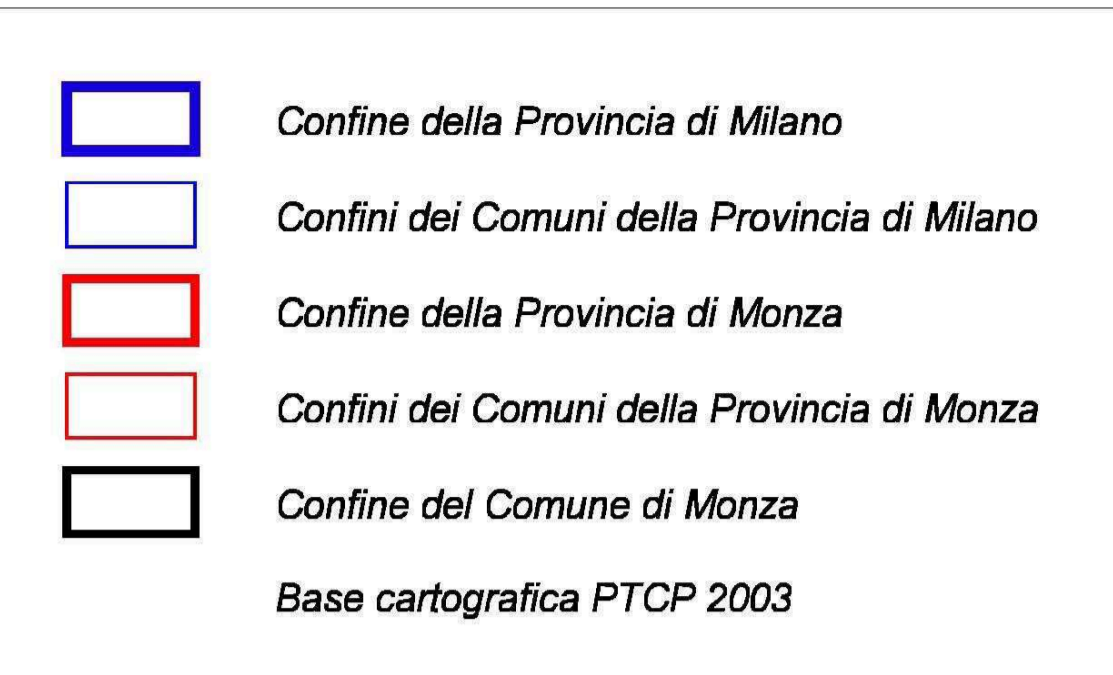 Confine della Provincia di Milano
Confini dei Comuni della Provincia di Milano
Confine della Provincia di Monza
Confini dei Comuni della Provincia di Monza
Confine del Comune di Monza
Base cartografica PTCP 2003